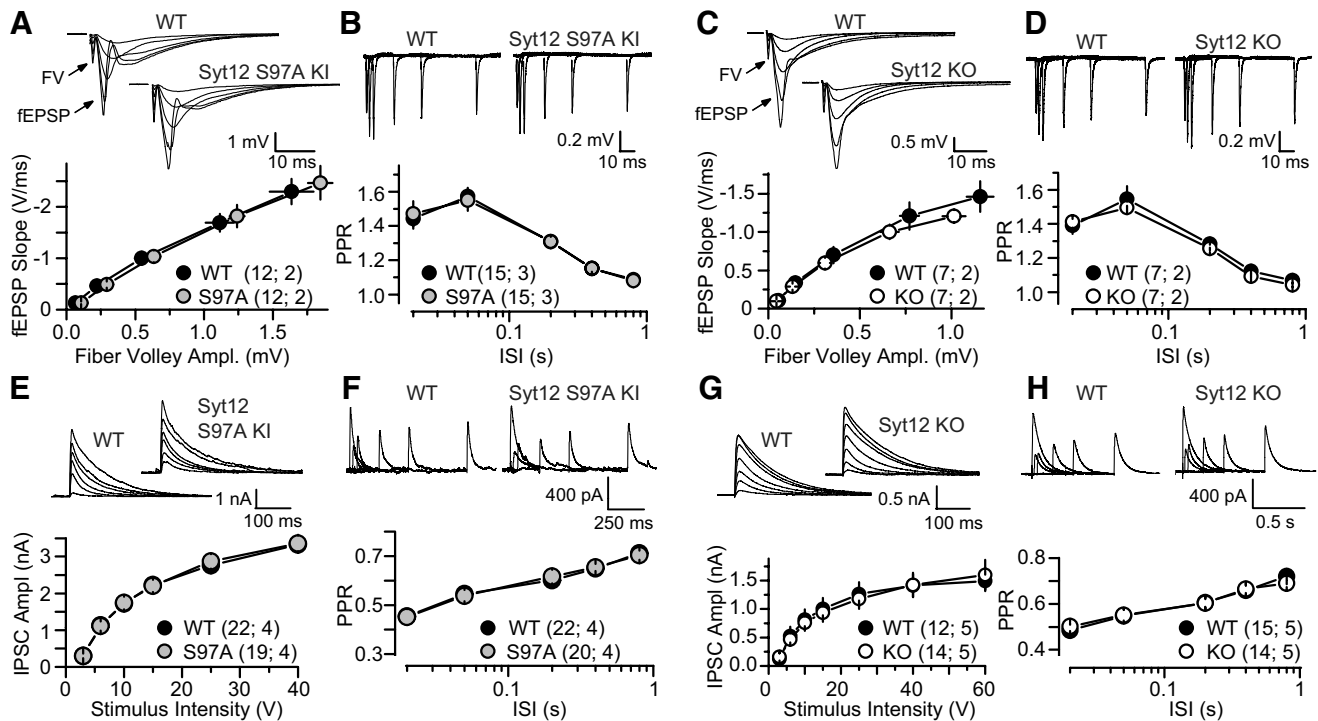 A
WT
FV
fEPSP
Syt12 S97A KI
1 mV
10 ms
fEPSP Slope (V/ms)
-2
-1
0
WT (12; 2)
S97A (12; 2)
0.0 0.5 1.0 1.5
Fiber Volley Ampl. (mV)
B
WT Syt12 S97A KI
0.2 mV
10 ms
PPR
1.6
1.4
1.2
1.0
WT(15; 3)
S97A (15; 3)
0.1 1
ISI (s)
C
WT
FV
fEPSP
Syt12 KO
0.5 mV
10 ms
fEPSP Slope (V/ms)
-1.5
-1.0
0.5
0
WT (7; 2)
KO (7; 2)
0.0 0.5 1.0
Fiber Volley Ampl. (mV)
D
WT Syt12 KO
0.2 mV
10 ms
PPR
1.6
1.4
1.2
1.0
WT (7; 2)
KO (7; 2)
0.1 1
ISI (s)
E
WT
Syt12
S97A KI
1 nA
100 ms
IPSC Ampl (nA)
3
2
1
0
WT (22; 4)
S97A (19; 4)
0 10 20 30 40
Stimulus Intensity (V)
F
WT Syt12 S97A KI
400 pA
250 ms
PPR
0.7
0.5
0.3
WT (22; 4)
S97A (20; 4)
0.1 1
ISI (s)
G
WT
Syt12 KO
0.5 nA
100 ms
IPSC Ampl (nA)
1.5
1.0
0.5
0.0
WT (12; 5)
KO (14; 5)
0 20 40 60
Stimulus Intensity (V)
H
WT Syt12 KO
400 pA
0.5 s
PPR
0.8
0.6
0.4
WT (15; 5)
KO (14; 5)
0.1 1
ISI (s)